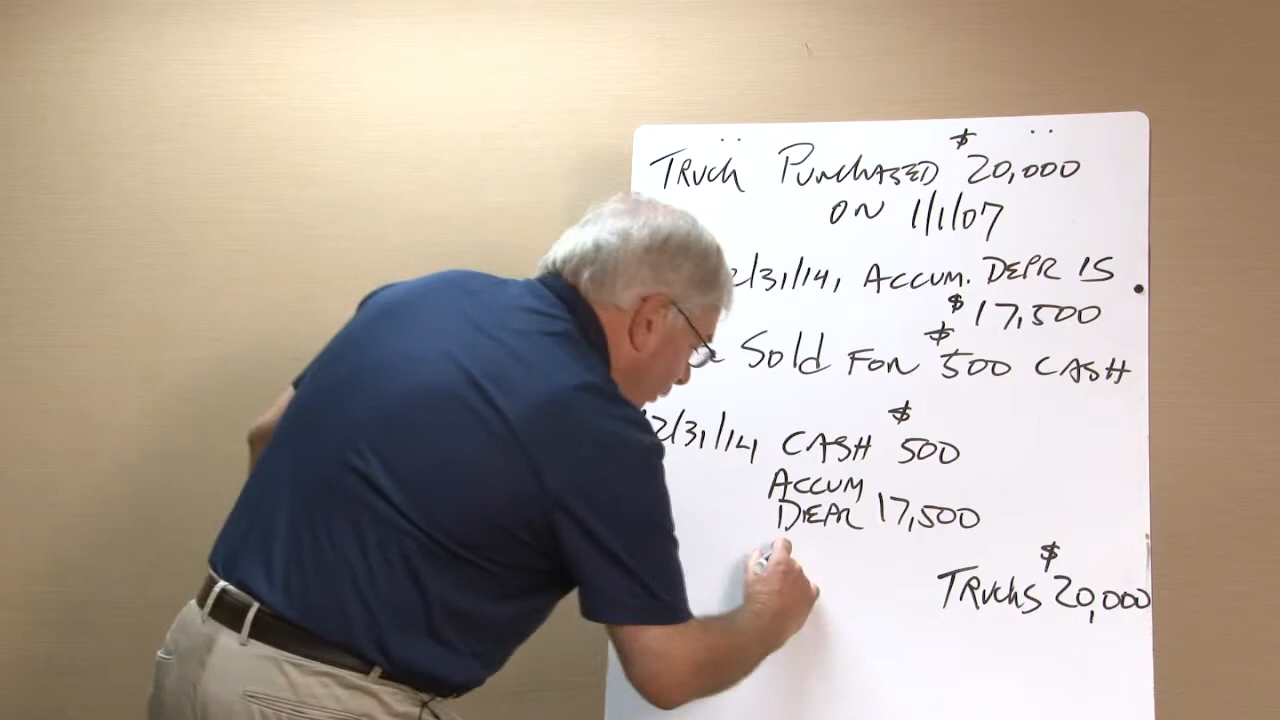 TRUCK PURCHASED $20,000
ON 1/1/07
2/31/14, ACCUM. DEPR IS
$17,500
Sold FOR $500 CASH
2/31/14 CASH $500
ACCUM
DEPR 17,500
TRUCKS $20,000